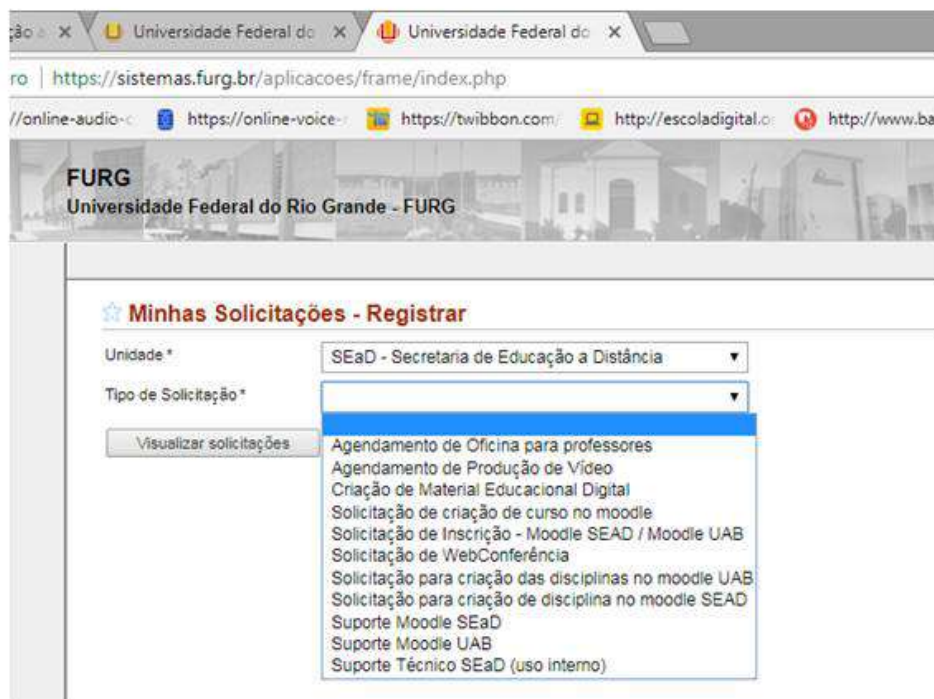 ção a
Universidade Federal do
Universidade Federal do
ro | https://sistemas.furg.br/aplicacoes/frame/index.php
//online-audio-c https://online-voice-r https://twibbon.com/ http://escoladigital.o http://www.ba
FURG
Universidade Federal do Rio Grande - FURG
Minhas Solicitações - Registrar
Unidade * SEaD - Secretaria de Educação a Distância
Tipo de Solicitação *
Visualizar solicitações
Agendamento de Oficina para professores
Agendamento de Produção de Vídeo
Criação de Material Educacional Digital
Solicitação de criação de curso no moodle
Solicitação de Inscrição - Moodle SEAD / Moodle UAB
Solicitação de WebConferência
Solicitação para criação das disciplinas no moodle UAB
Solicitação para criação de disciplina no moodle SEAD
Suporte Moodle SEaD
Suporte Moodle UAB
Suporte Técnico SEaD (uso interno)